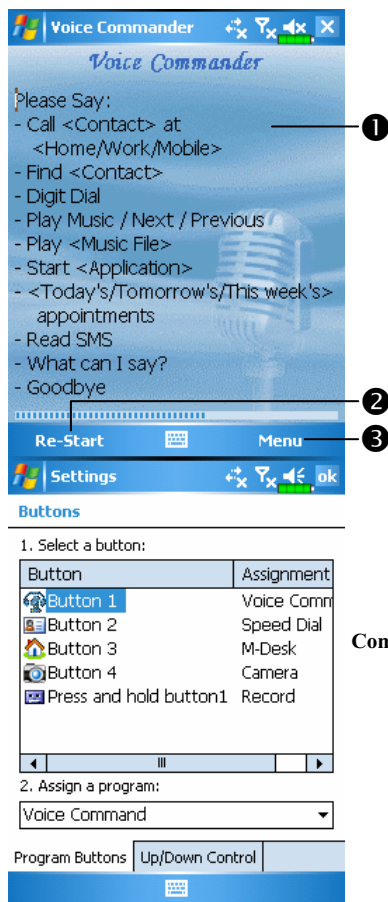 Voice Commander
Voice Commander
Please Say:
- Call <Contact> at
<Home/Work/Mobile>
- Find <Contact>
- Digit Dial
- Play Music / Next / Previous
- Play <Music File>
- Start <Application>
- <Today's/Tomorrow's/This week's>
appointments
- Read SMS
- What can I say?
- Goodbye
❶
❷
❸
Re-Start Menu
Settings ok
Buttons
1. Select a button:
Button Assignment
Button 1 Voice Comm
Button 2 Speed Dial
Button 3 M-Desk
Button 4 Camera
Press and hold button1 Record
Con
2. Assign a program:
Voice Command
Program Buttons Up/Down Control